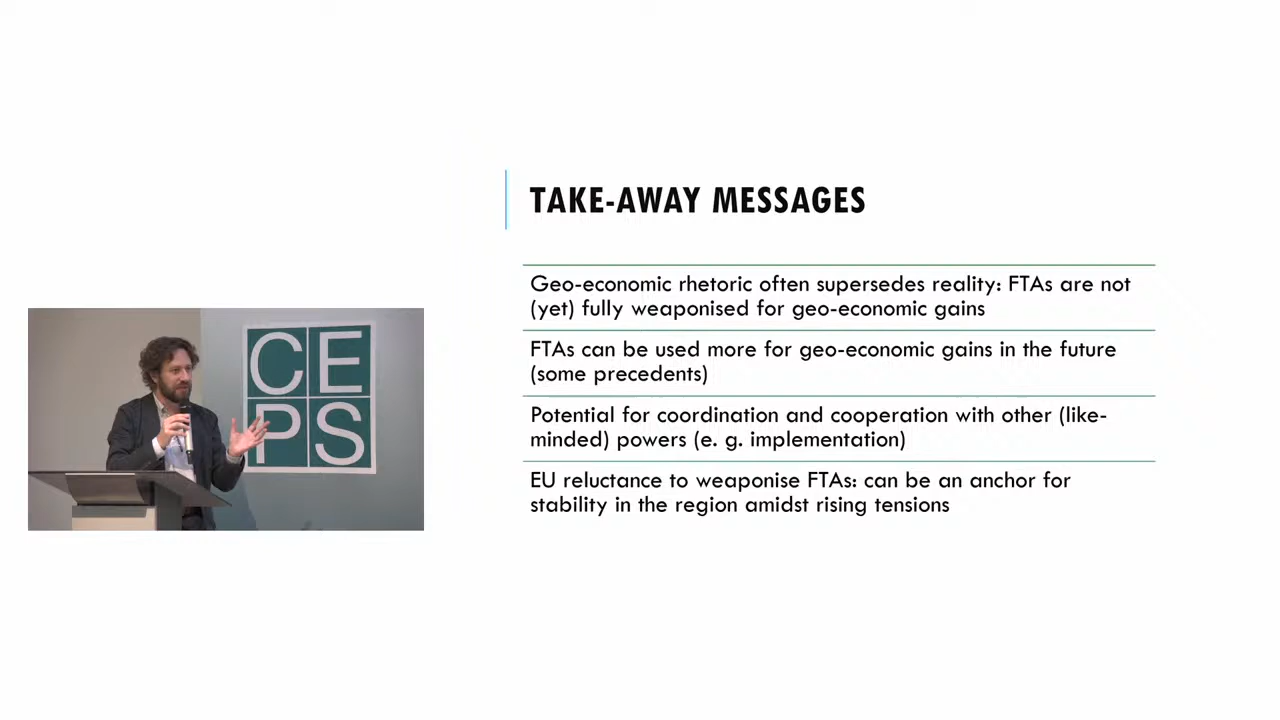 TAKE-AWAY MESSAGES
Geo-economic rhetoric often supersedes reality: FTAs are not
(yet) fully weaponised for geo-economic gains
FTAs can be used more for geo-economic gains in the future
(some precedents)
Potential for coordination and cooperation with other (like-
minded) powers (e. g. implementation)
EU reluctance to weaponise FTAs: can be an anchor for
stability in the region amidst rising tensions
CE
PS